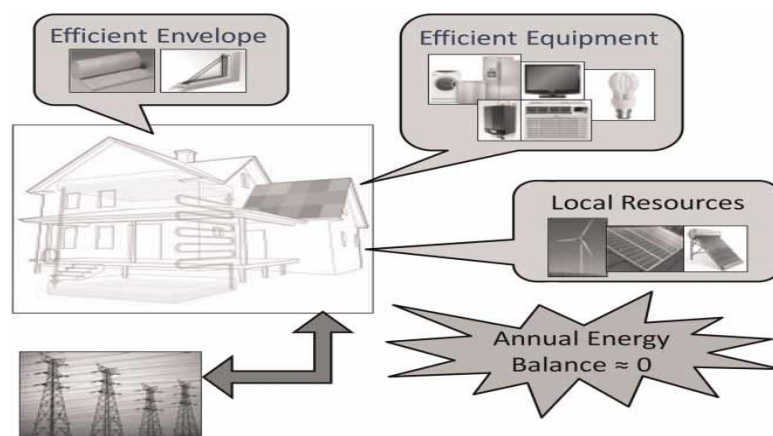 Efficient Envelope
Efficient Equipment
Local Resources
Annual Energy
Balance ≈ 0